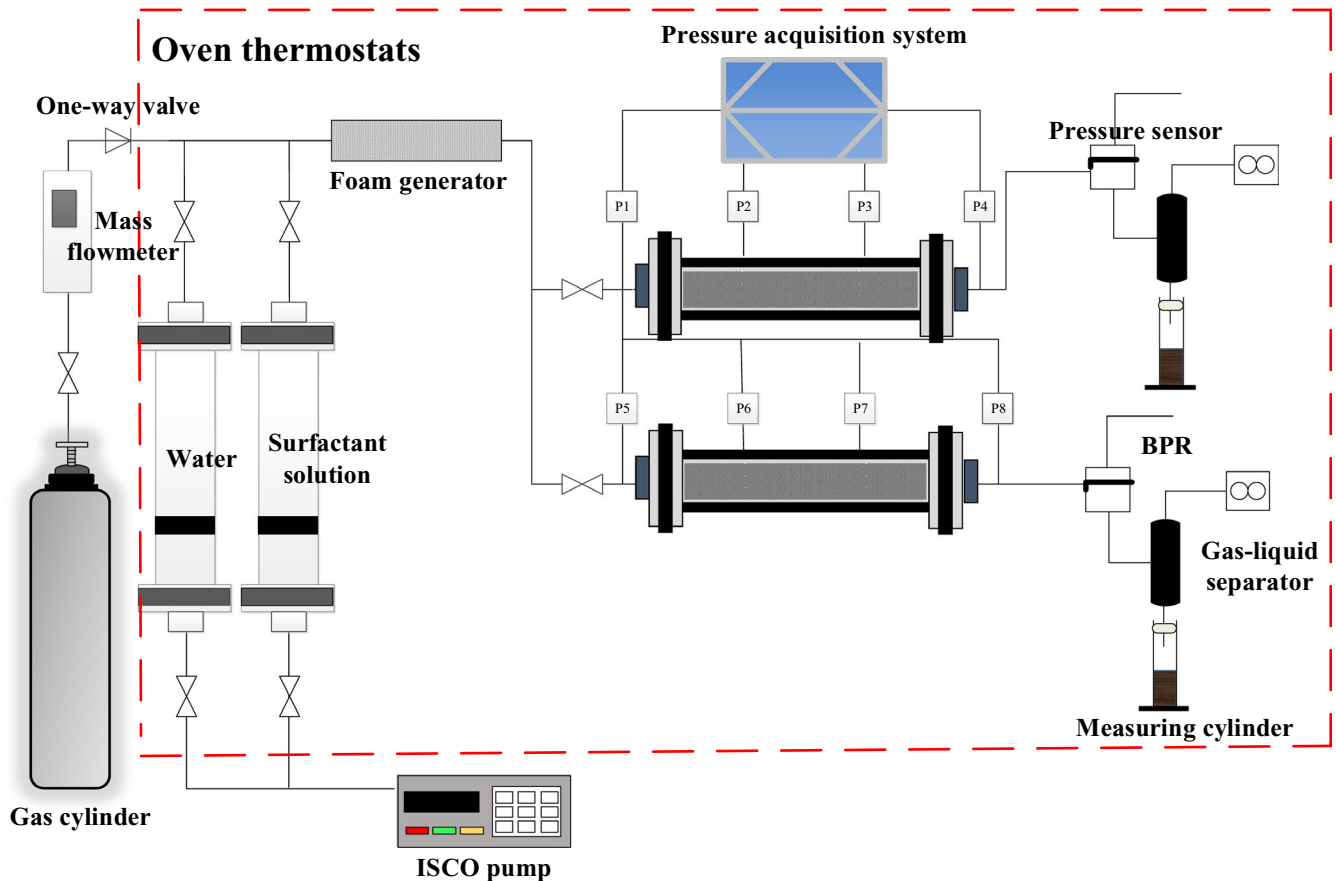 Oven thermostats
Pressure acquisition system
One-way valve
Pressure sensor
Foam generator
P1
P2
P3
P4
Mass
flowmeter
P5
P6
P7
P8
Water
Surfactant
solution
BPR
Gas-liquid
separator
Measuring cylinder
Gas cylinder
ISCO pump